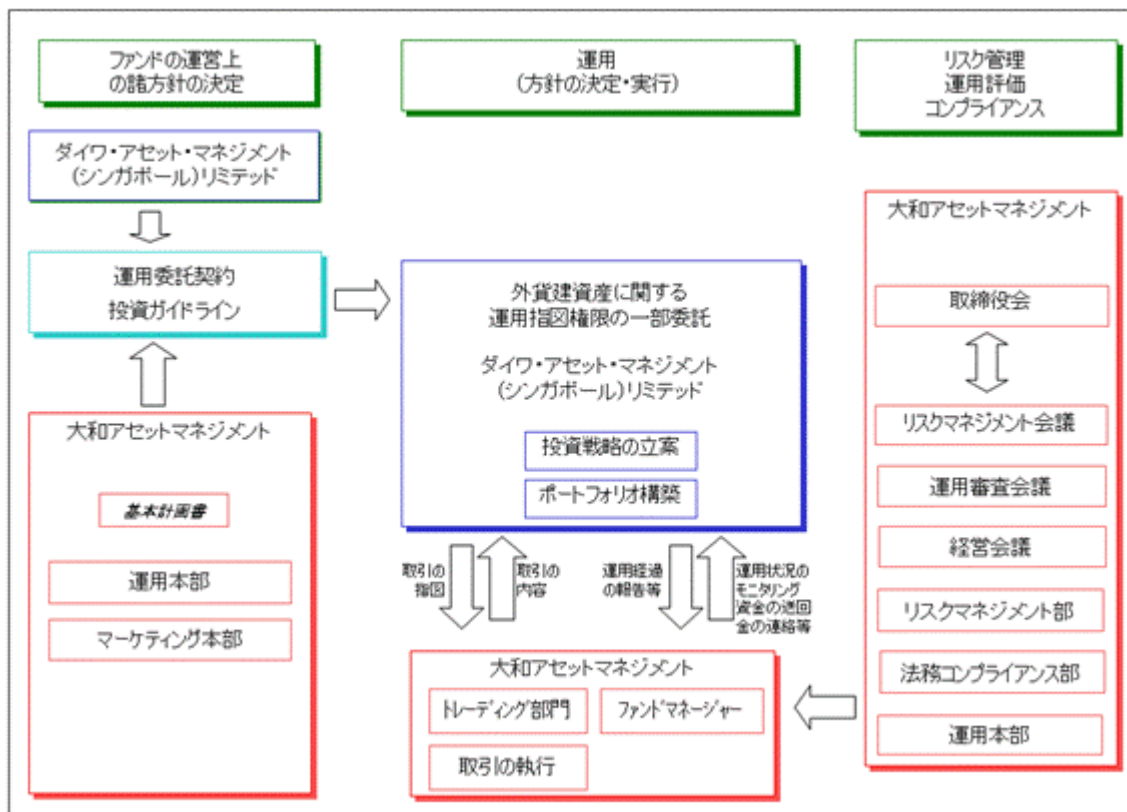 ファンドの運営上
の諸方針の決定
運用
(方針の決定・実行)
リスク管理
運用評価
コンプライアンス
ダイワ・アセット・マネジメント
(シンガポール)リミテッド
運用委託契約
投資ガイドライン
大和アセットマネジメント
基本計画書
運用本部
マーケティング本部
外貨建資産に関する
運用指図権限の一部委託
ダイワ・アセット・マネジメント
(シンガポール)リミテッド
投資戦略の立案
ポートフォリオ構築
取引の
指図
取引の
内容
運用経過
の報告等
運用状況の
モニタリング
資金の送回
金の連絡等
大和アセットマネジメント
トレーディング部門
ファンドマネージャー
取引の執行
大和アセットマネジメント
取締役会
リスクマネジメント会議
運用審査会議
経営会議
リスクマネジメント部
法務コンプライアンス部
運用本部